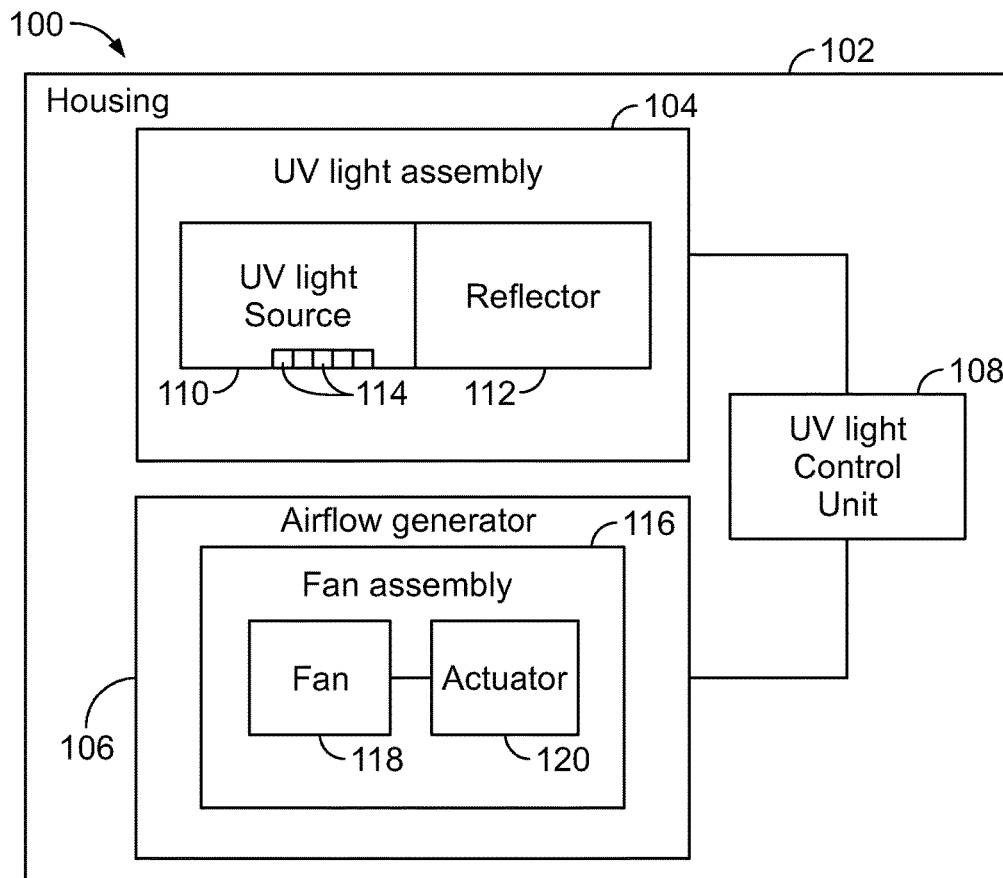 100
102
Housing
104
UV light assembly
UV light
Source
Reflector
110
114
112
108
UV light
Control
Unit
Airflow generator
116
Fan assembly
Fan
Actuator
106
118
120